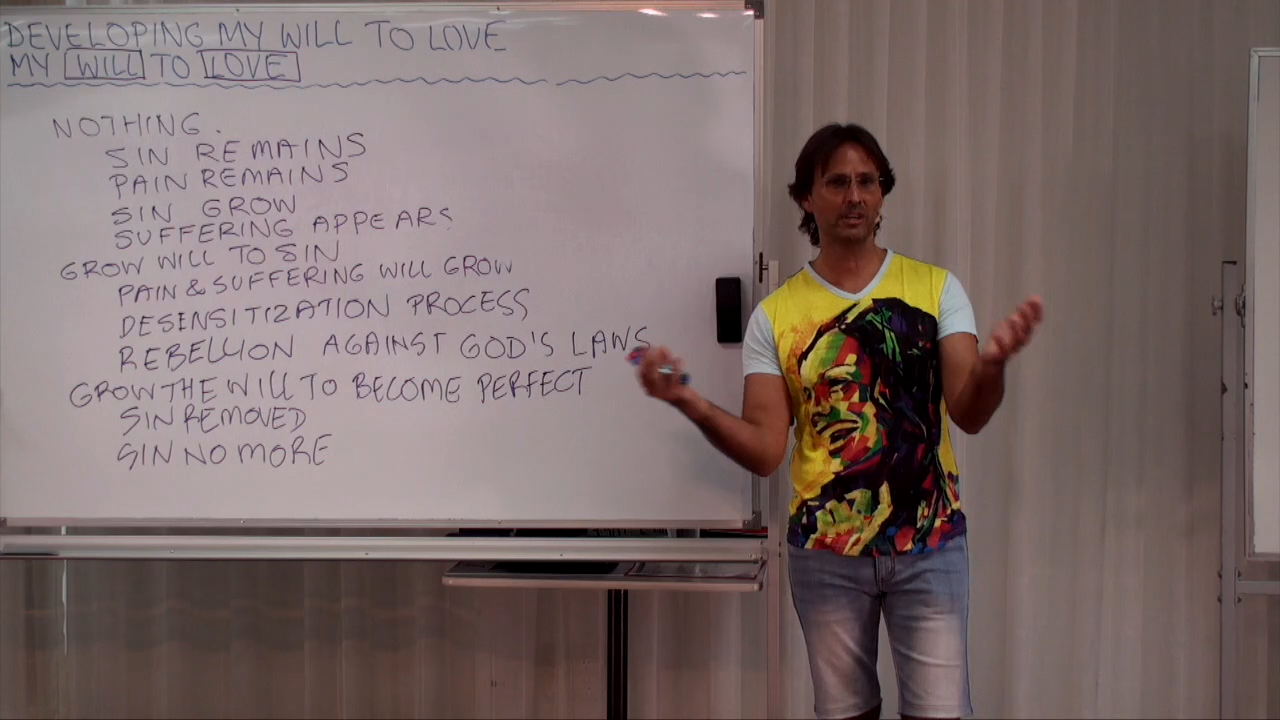 DEVELOPING MY WILL TO LOVE
MY WILL TO LOVE
NOTHING.
SIN REMAINS
PAIN REMAINS
SIN GROW
SUFFERING APPEARS
GROW WILL TO SIN
PAIN & SUFFERING WILL GROW
DESENSITIZATION PROCESS
REBELLION AGAINST GOD'S LAWS
GROW THE WILL TO BECOME PERFECT
SIN REMOVED
SIN NO MORE